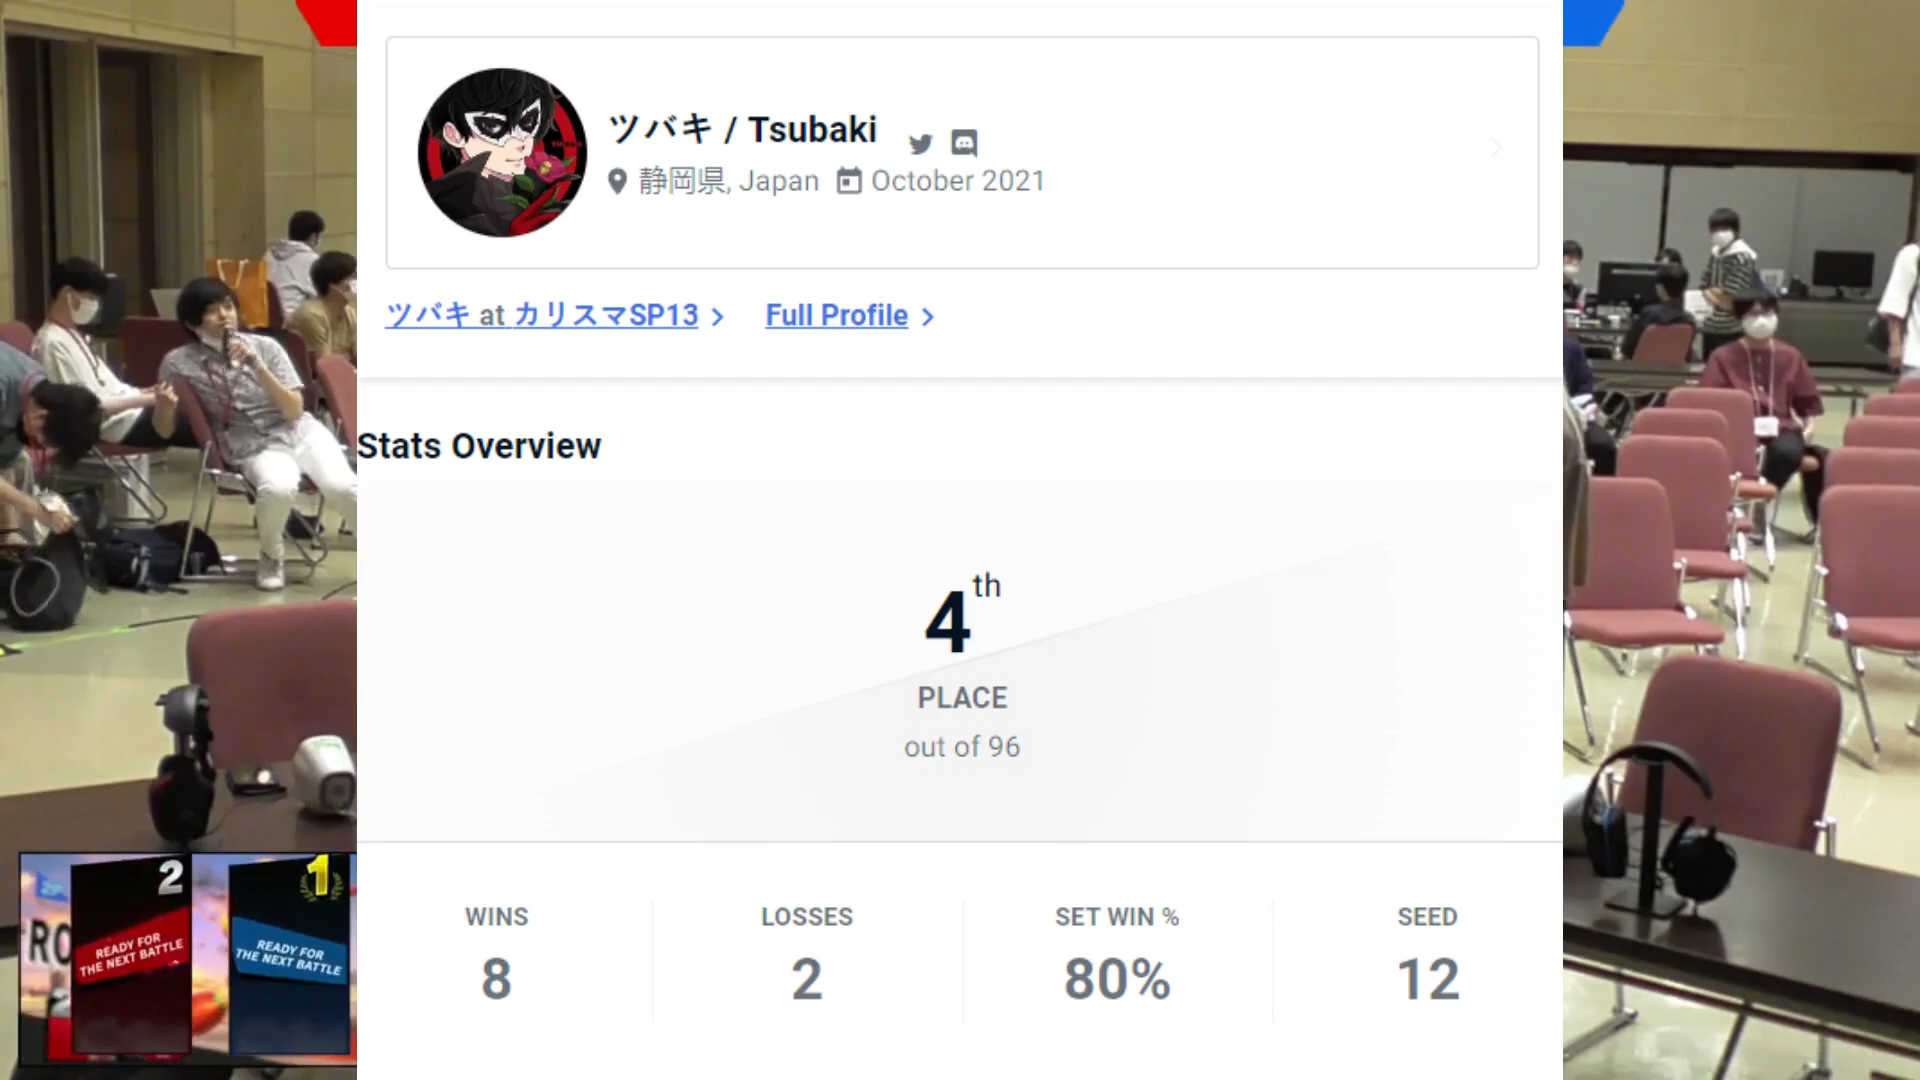 ツバキ / Tsubaki
静岡県, Japan October 2021
ツバキ at カリスマSP13 Full Profile
Stats Overview
4th
PLACE
out of 96
WINS
8
LOSSES
2
SET WIN %
80%
SEED
12
2P
RO
2
READY FOR
THE NEXT BATTLE
1
READY FOR
THE NEXT BATTLE